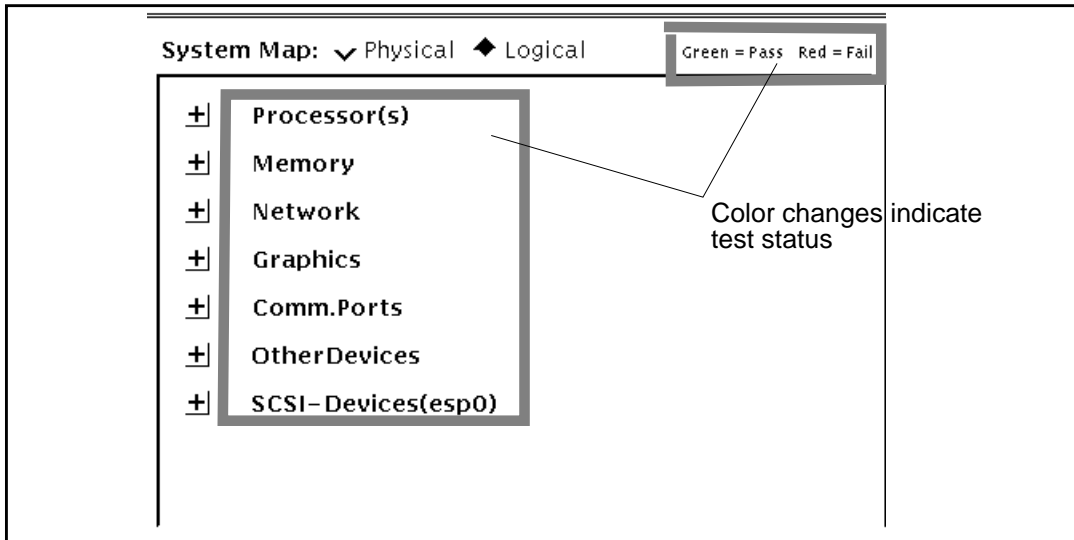 System Map: Physical Logical Green = Pass Red = Fail
+ Processor(s)
+ Memory
+ Network
+ Graphics
+ Comm.Ports
+ OtherDevices
+ SCSI-Devices(esp0)
Color changes indicate
test status